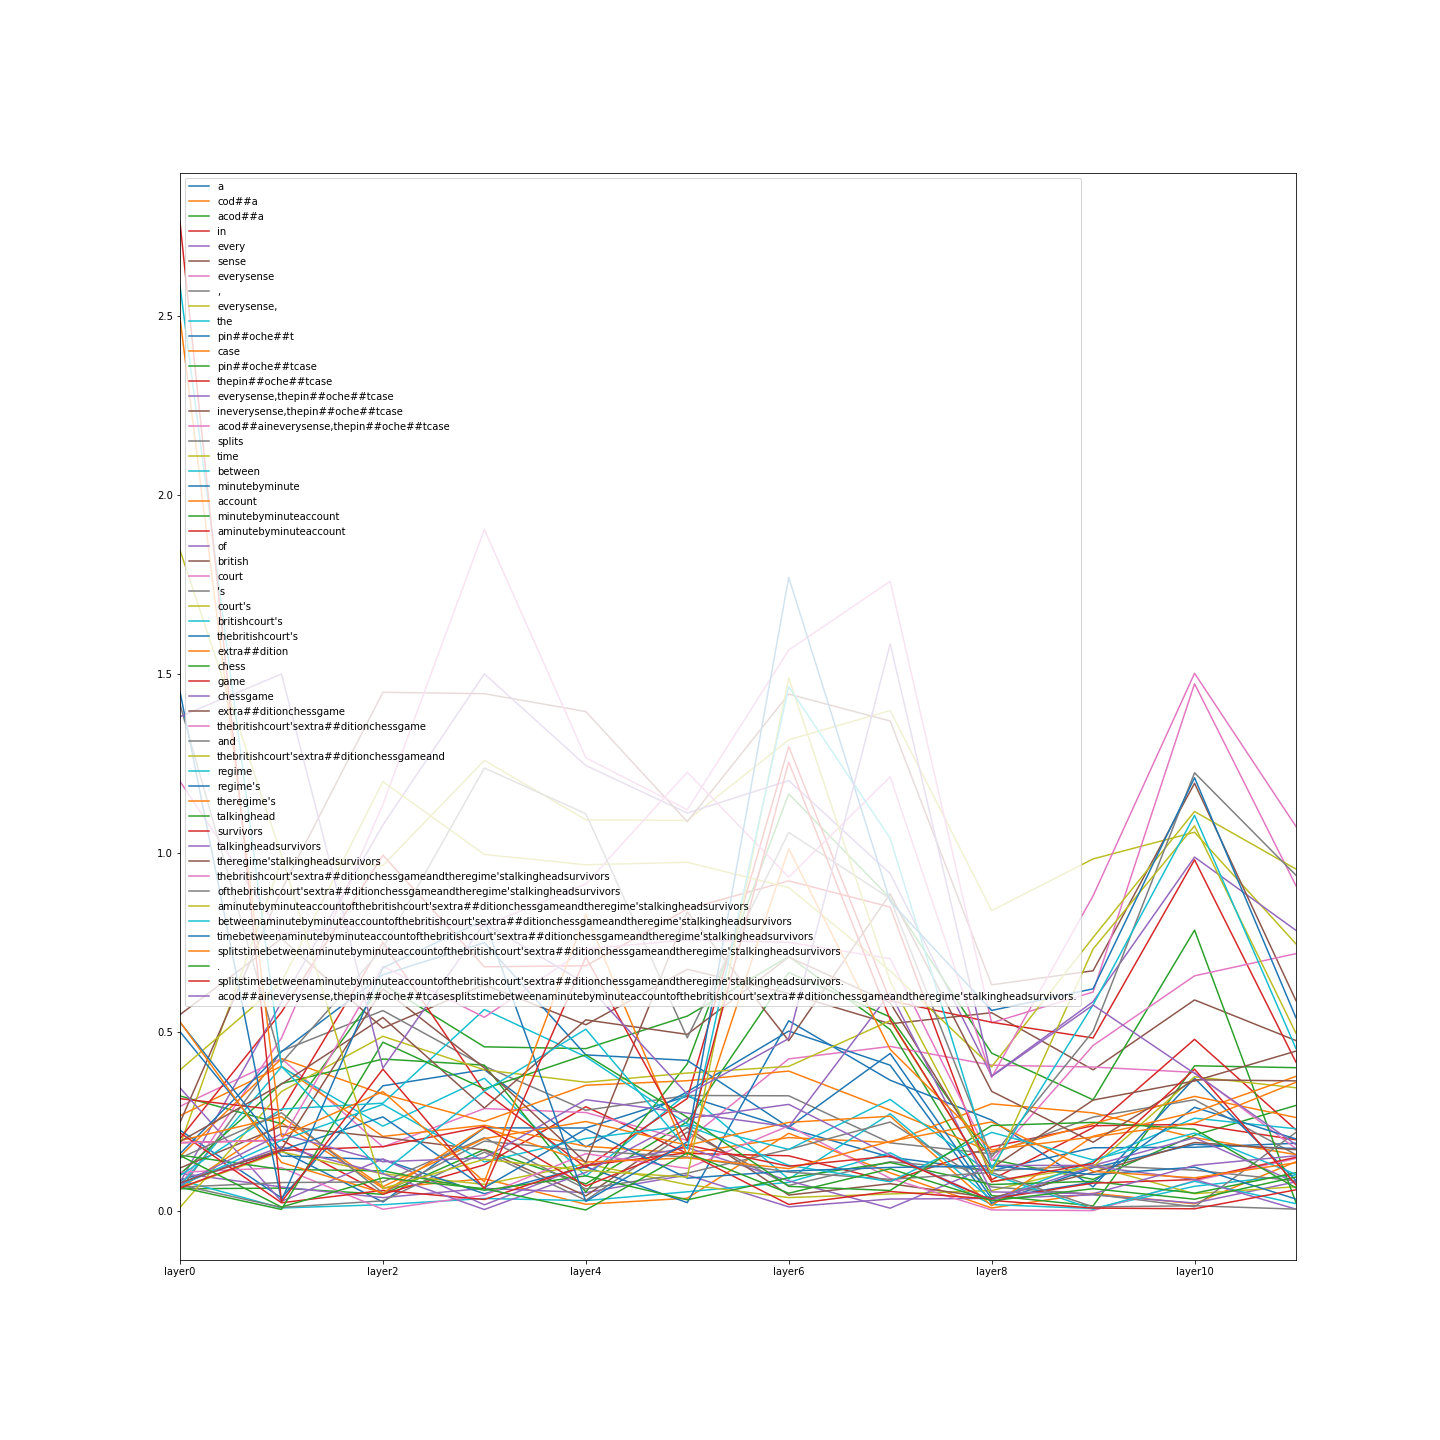 a
cod##a
acod##a
in
every
sense
everysense
,
everysense,
the
pin##oche##t
case
pin##oche##tcase
thepin##oche##tcase
everysense,thepin##oche##tcase
ineverysense,thepin##oche##tcase
acod##aineverysense,thepin##oche##tcase
splits
time
between
minutebyminute
account
minutebyminuteaccount
aminutebyminuteaccount
of
british
court
's
court's
britishcourt's
thebritishcourt's
extra##dition
chess
game
chessgame
extra##ditionchessgame
thebritishcourt'sextra##ditionchessgame
and
thebritishcourt'sextra##ditionchessgameand
regime
regime's
theregime's
talkinghead
survivors
talkingheadsurvivors
theregime'stalkingheadsurvivors
thebritishcourt'sextra##ditionchessgameandtheregime'stalkingheadsurvivors
ofthebritishcourt'sextra##ditionchessgameandtheregime'stalkingheadsurvivors
aminutebyminuteaccountofthebritishcourt'sextra##ditionchessgameandtheregime'stalkingheadsurvivors
betweenaminutebyminuteaccountofthebritishcourt'sextra##ditionchessgameandtheregime'stalkingheadsurvivors
timebetweenaminutebyminuteaccountofthebritishcourt'sextra##ditionchessgameandtheregime'stalkingheadsurvivors
splitstimebetweenaminutebyminuteaccountofthebritishcourt'sextra##ditionchessgameandtheregime'stalkingheadsurvivors
.
splitstimebetweenaminutebyminuteaccountofthebritishcourt'sextra##ditionchessgameandtheregime'stalkingheadsurvivors.
acod##aineverysense,thepin##oche##tcasesplitstimebetweenaminutebyminuteaccountofthebritishcourt'sextra##ditionchessgameandtheregime'stalkingheadsurvivors.
2.5
2.0
1.5
1.0
0.5
0.0
layer0 layer2 layer4 layer6 layer8 layer10